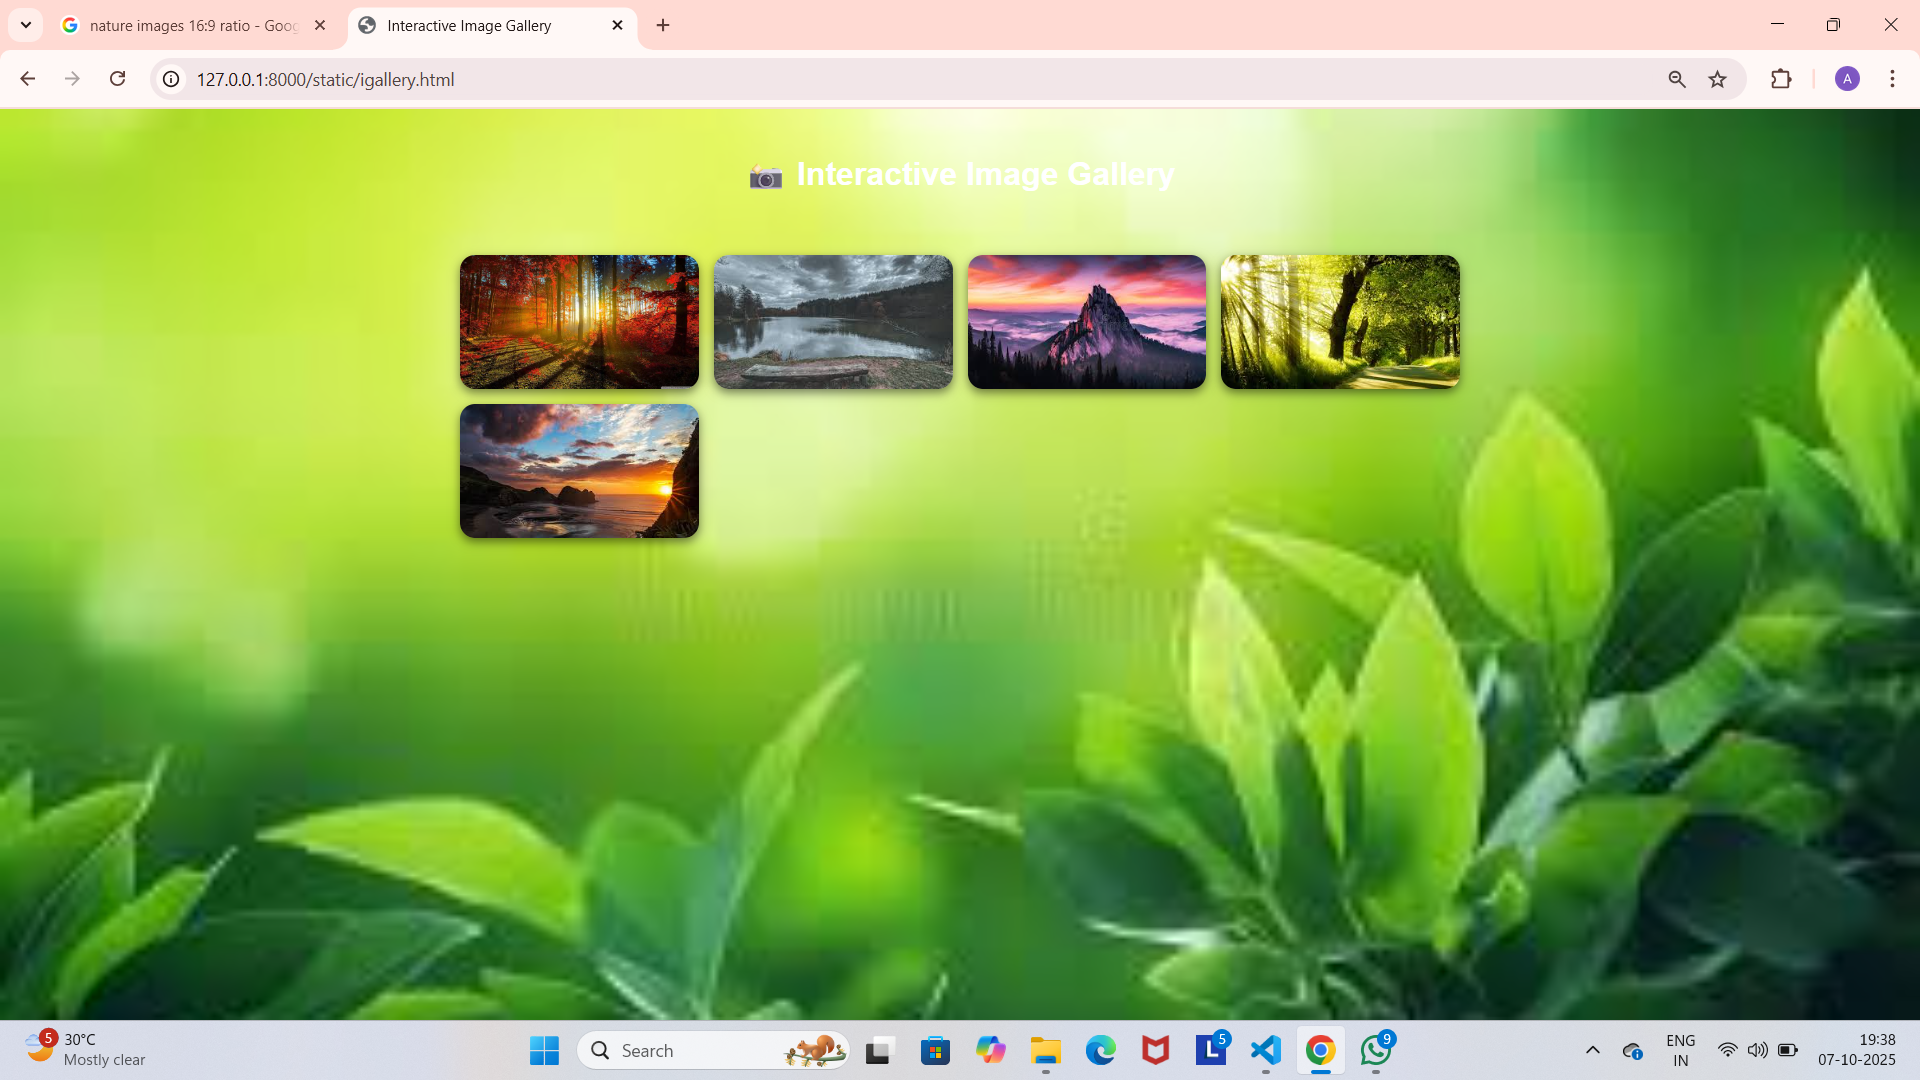 nature images 16:9 ratio - Goog
Interactive Image Gallery
127.0.0.1:8000/static/igallery.html
A
Interactive Image Gallery
5
30°C
Mostly clear
Search
L
5
9
ENG
IN
19:38
07-10-2025